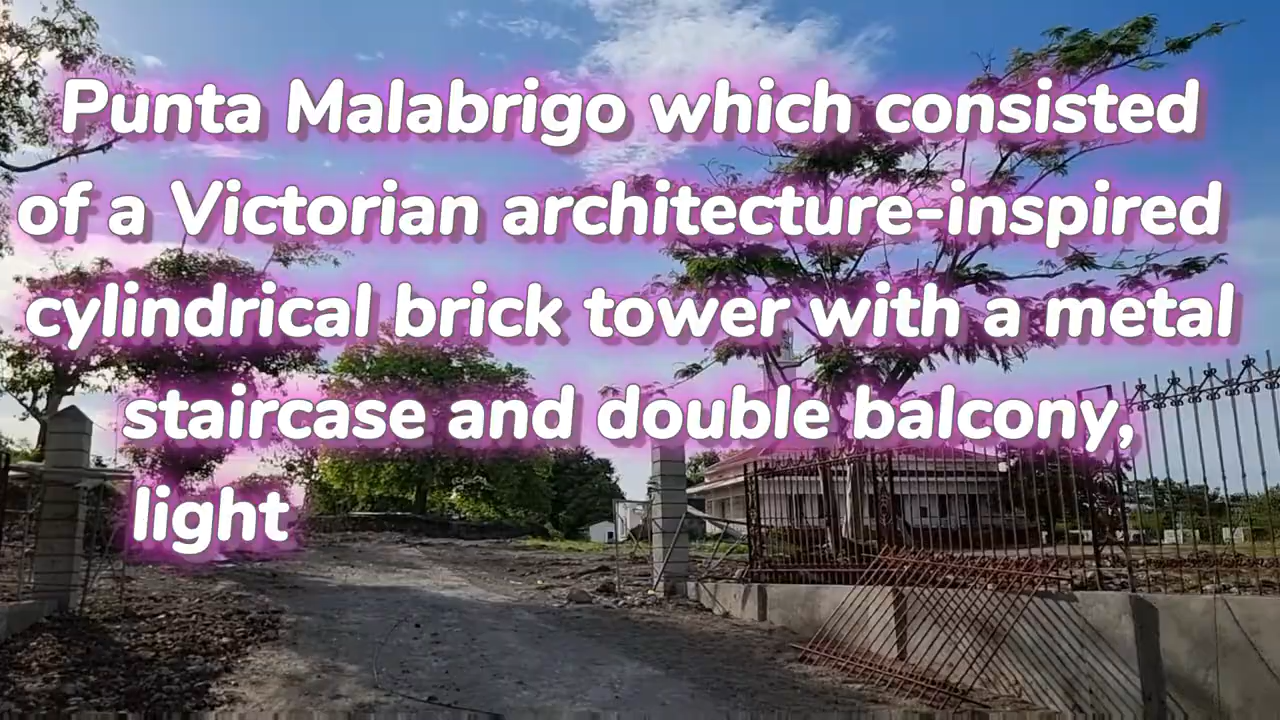 Punta Malabrigo which consisted
of a Victorian architecture-inspired
cylindrical brick tower with a metal
staircase and double balcony,
light